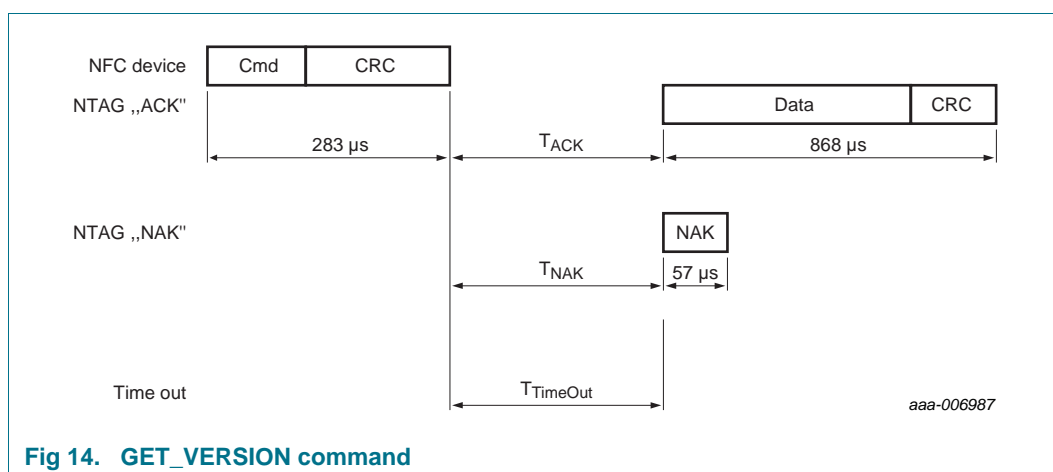 NFC device
Cmd
CRC
NTAG ,,ACK"
Data
CRC
283 µs
TACK
868 µs
NTAG ,,NAK"
NAK
TNAK
57 µs
Time out
TTimeOut
aaa-006987
Fig 14. GET_VERSION command